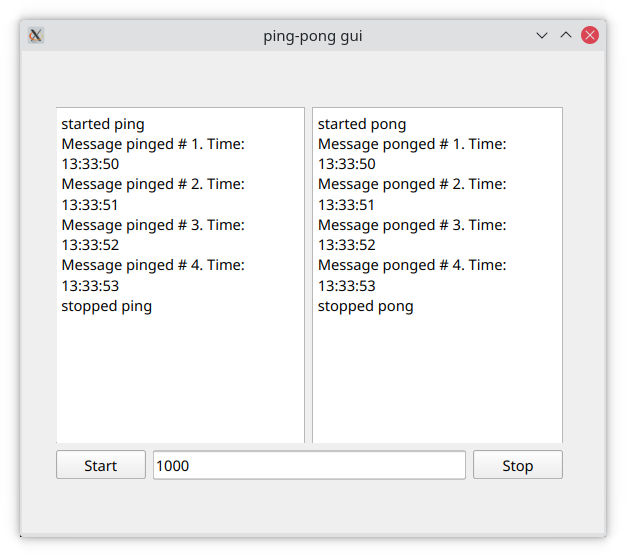 ping-pong gui
started ping
Message pinged # 1. Time:
13:33:50
Message pinged # 2. Time:
13:33:51
Message pinged # 3. Time:
13:33:52
Message pinged # 4. Time:
13:33:53
stopped ping
started pong
Message ponged # 1. Time:
13:33:50
Message ponged # 2. Time:
13:33:51
Message ponged # 3. Time:
13:33:52
Message ponged # 4. Time:
13:33:53
stopped pong
Start
1000
Stop